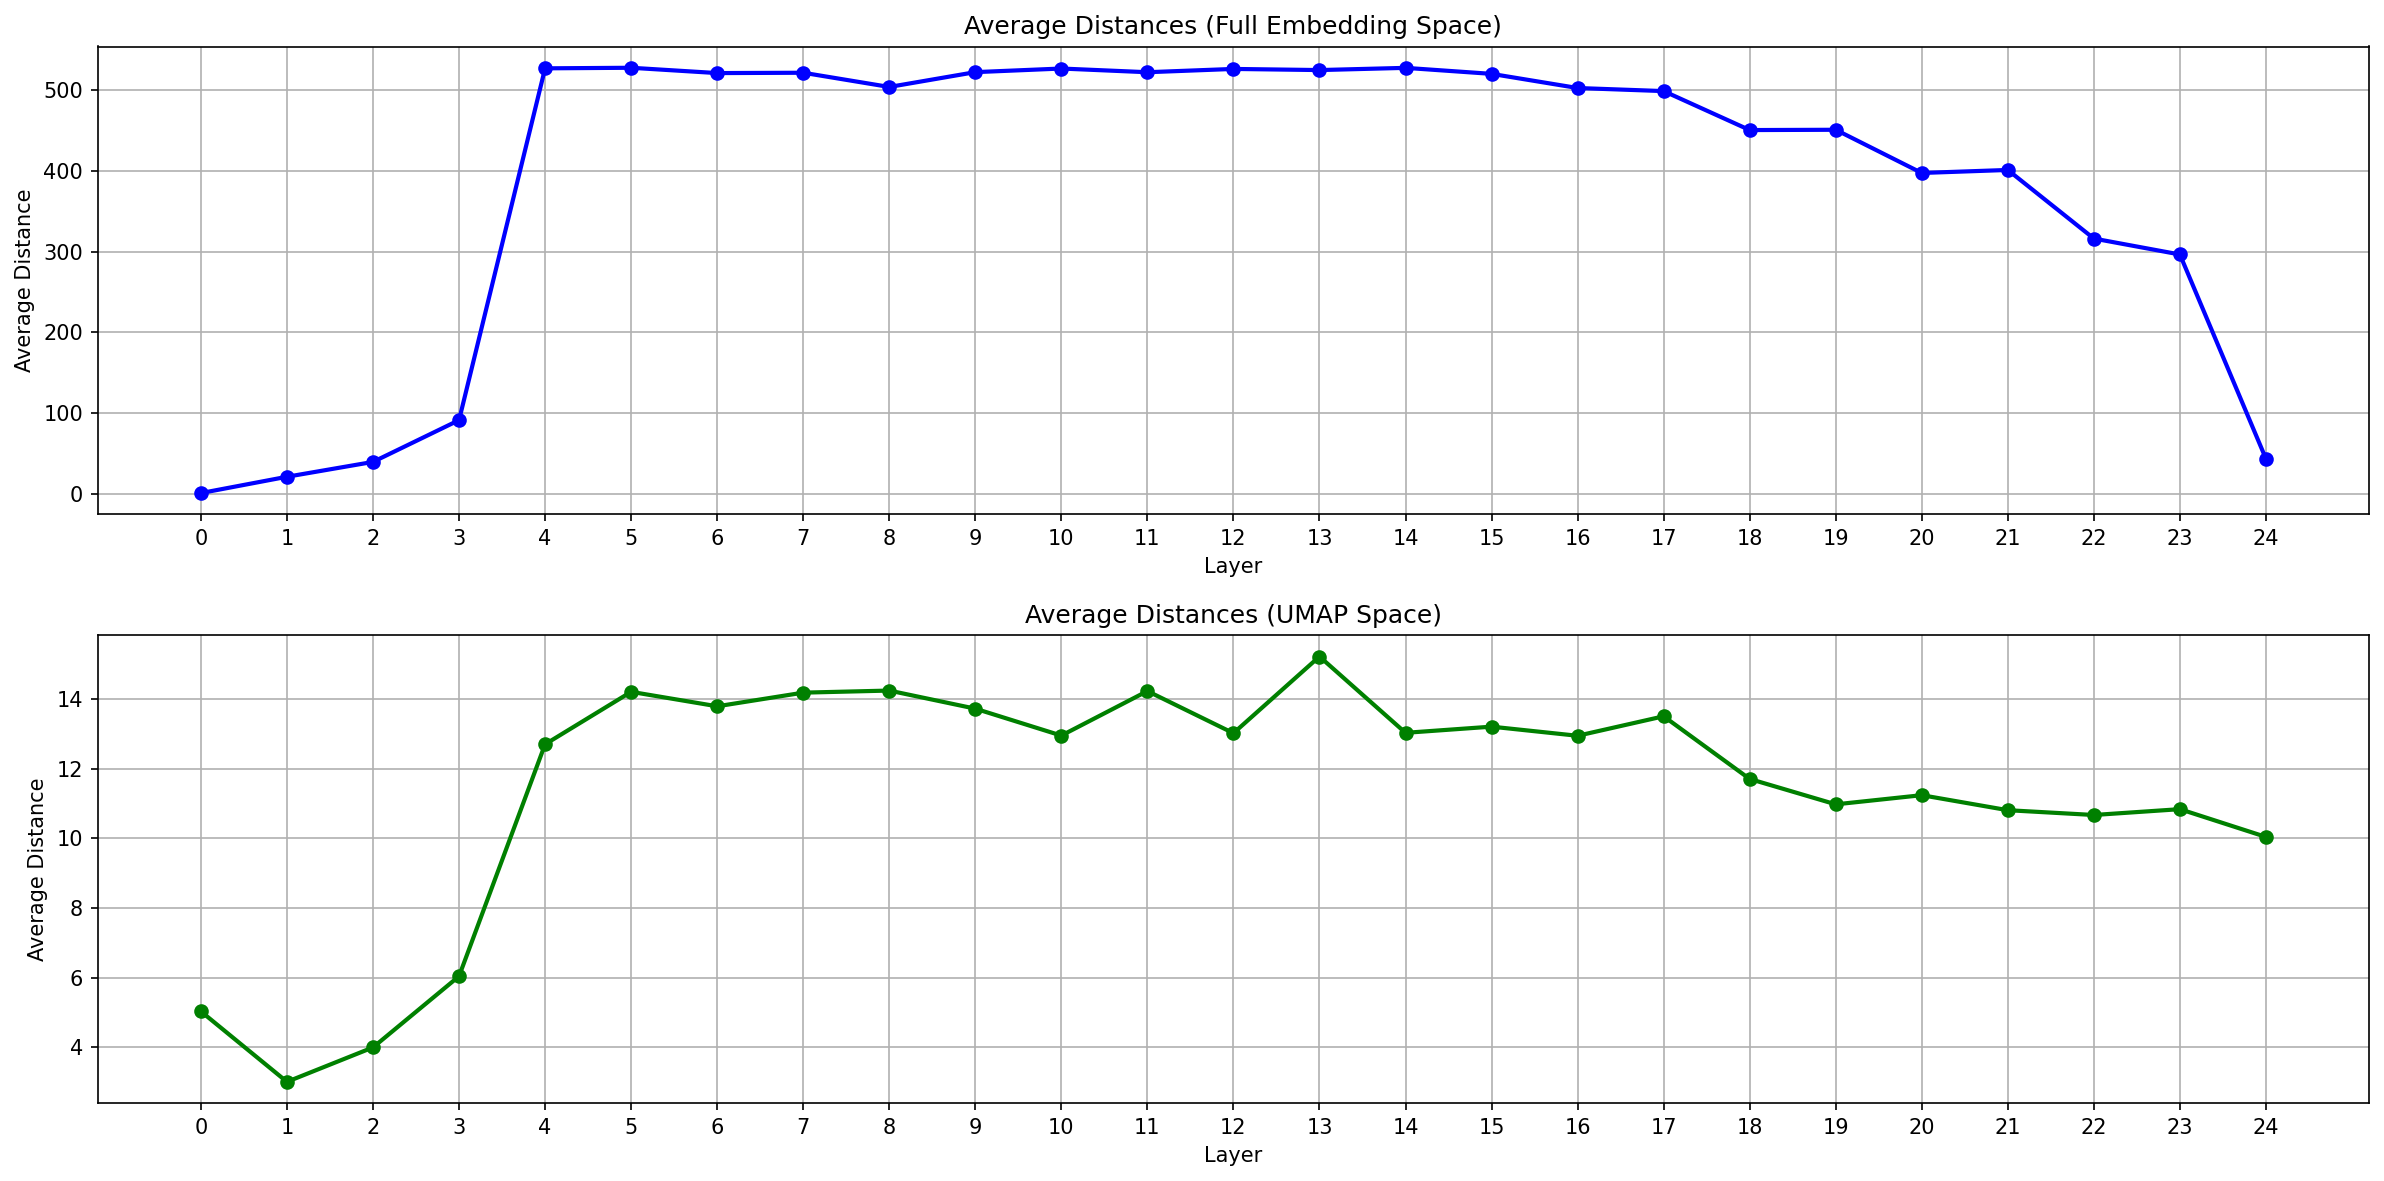 Average Distances (Full Embedding Space)
Average Distance
500
400
300
200
100
0
0 1 2 3 4 5 6 7 8 9 10 11 12 13 14 15 16 17 18 19 20 21 22 23 24
Layer
Average Distances (UMAP Space)
Average Distance
14
12
10
8
6
4
0 1 2 3 4 5 6 7 8 9 10 11 12 13 14 15 16 17 18 19 20 21 22 23 24
Layer